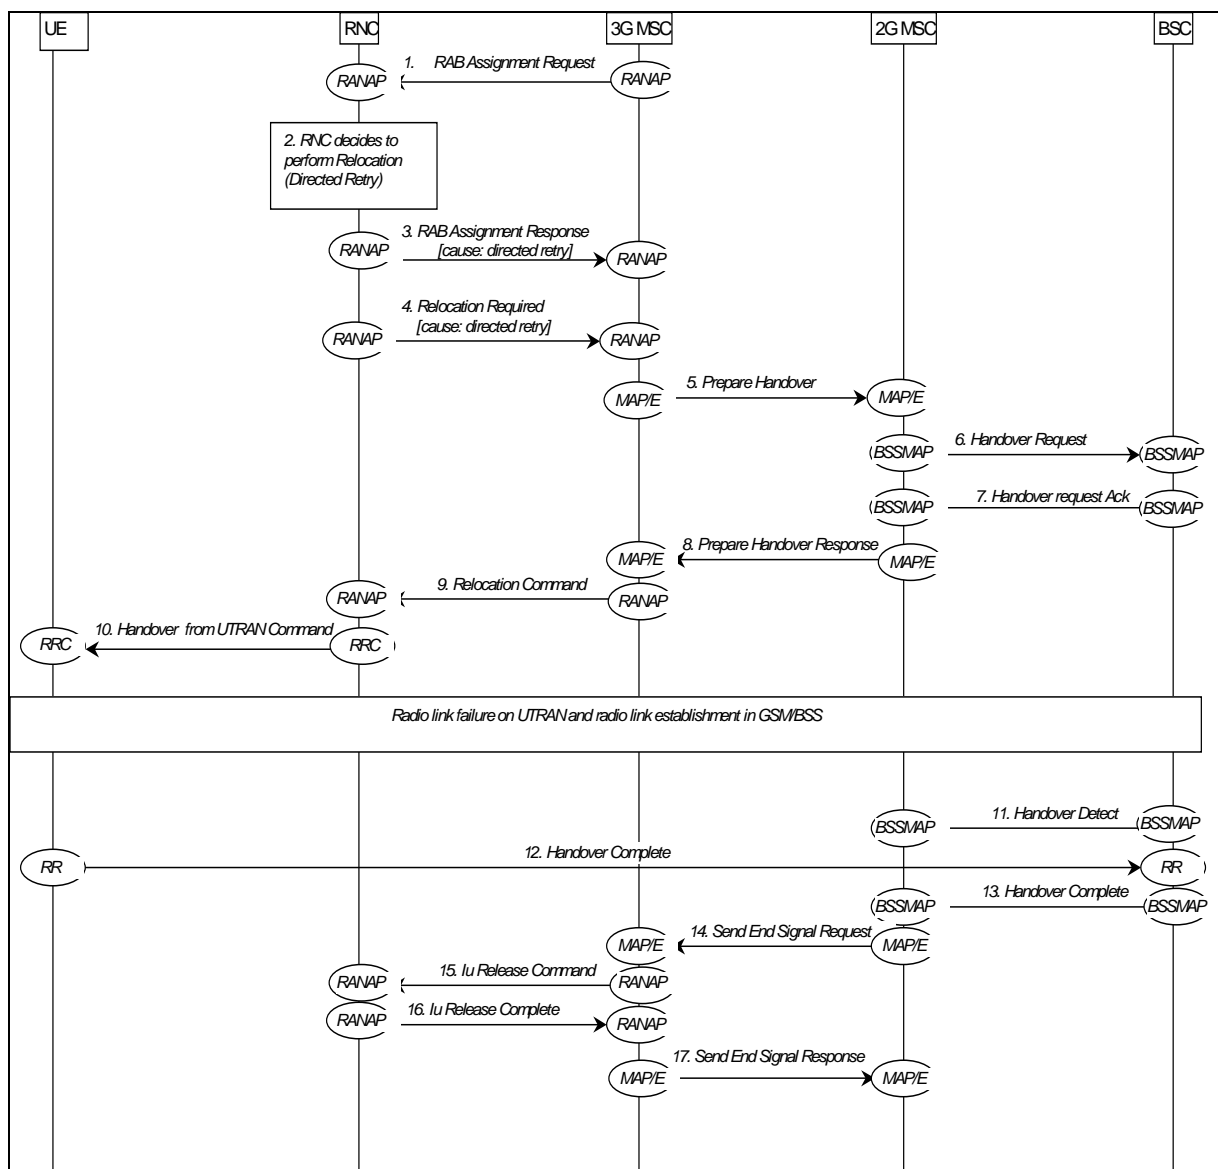 UE RNC 3G MSC 2G MSC BSC
1. RAB Assignment Request
RANAP RANAP
2. RNC decides to
perform Relocation
(Directed Retry)
3. RAB Assignment Response
[cause: directed retry]
RANAP RANAP
4. Relocation Required
[cause: directed retry]
RANAP RANAP
5. Prepare Handover
MAP/E MAP/E
6. Handover Request
BSSMAP BSSMAP
7. Handover request Ack
BSSMAP BSSMAP
8. Prepare Handover Response
MAP/E MAP/E
9. Relocation Command
RANAP RANAP
10. Handover from UTRAN Command
RRC RRC
Radio link failure on UTRAN and radio link establishment in GSM/BSS
11. Handover Detect
BSSMAP BSSMAP
12. Handover Complete
RR RR
13. Handover Complete
BSSMAP BSSMAP
14. Send End Signal Request
MAP/E MAP/E
15. Iu Release Command
RANAP RANAP
16. Iu Release Complete
RANAP RANAP
17. Send End Signal Response
MAP/E MAP/E